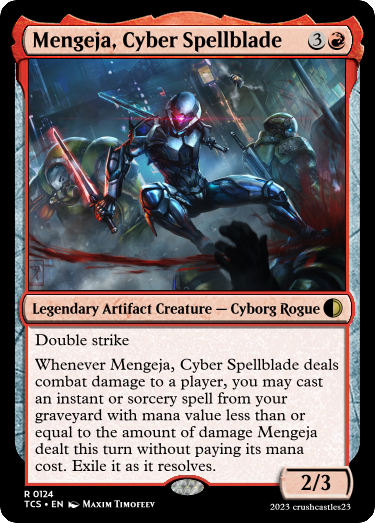 Mengeja, Cyber Spellblade 3
Legendary Artifact Creature — Cyborg Rogue
Double strike
Whenever Mengeja, Cyber Spellblade deals
combat damage to a player, you may cast
an instant or sorcery spell from your
graveyard with mana value less than or
equal to the amount of damage Mengeja
dealt this turn without paying its mana
cost. Exile it as it resolves.
2/3
R 0124
TCS • EN Maxim Timofeev
2023 crushcastles23